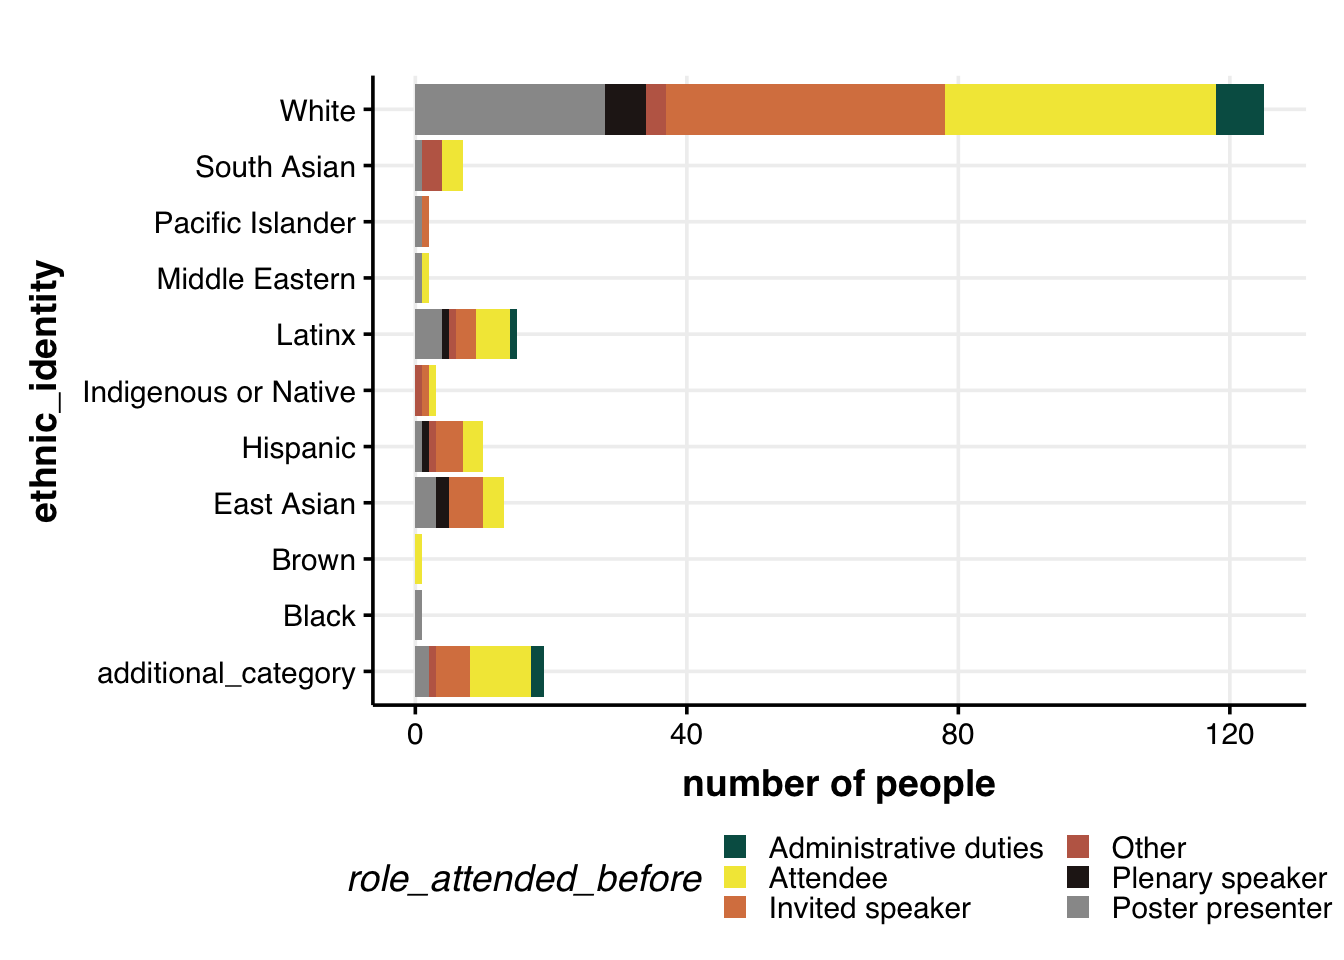 White
South Asian
Pacific Islander
Middle Eastern
Latinx
Indigenous or Native
Hispanic
East Asian
Brown
Black
additional_category
ethnic_identity
0 40 80 120
number of people
role_attended_before
Administrative duties
Attendee
Invited speaker
Other
Plenary speaker
Poster presenter